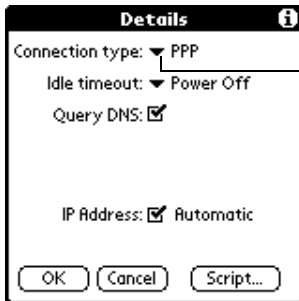 Details
Connection type: PPP
Idle timeout: Power Off
Query DNS:
IP Address: Automatic
OK Cancel Script...